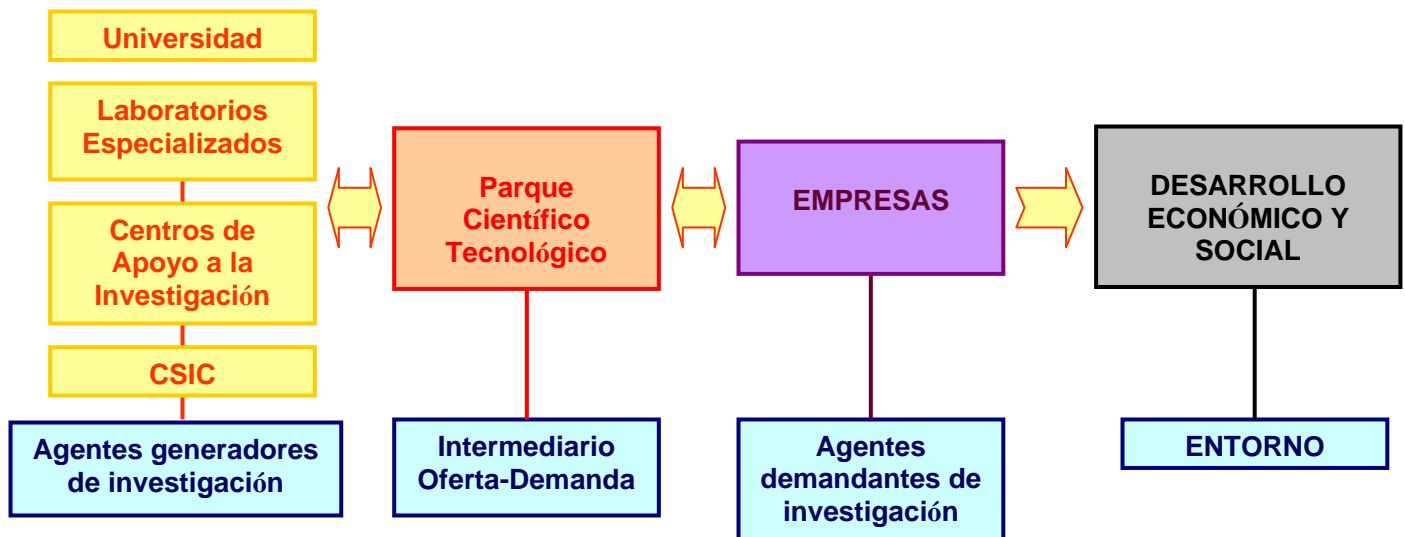 Universidad
Laboratorios
Especializados
Centros de
Apoyo a la
Investigación
CSIC
Agentes generadores
de investigación
Parque
Científico
Tecnológico
Intermediario
Oferta-Demanda
EMPRESAS
Agentes
demandantes de
investigación
DESARROLLO
ECONÓMICO Y
SOCIAL
ENTORNO